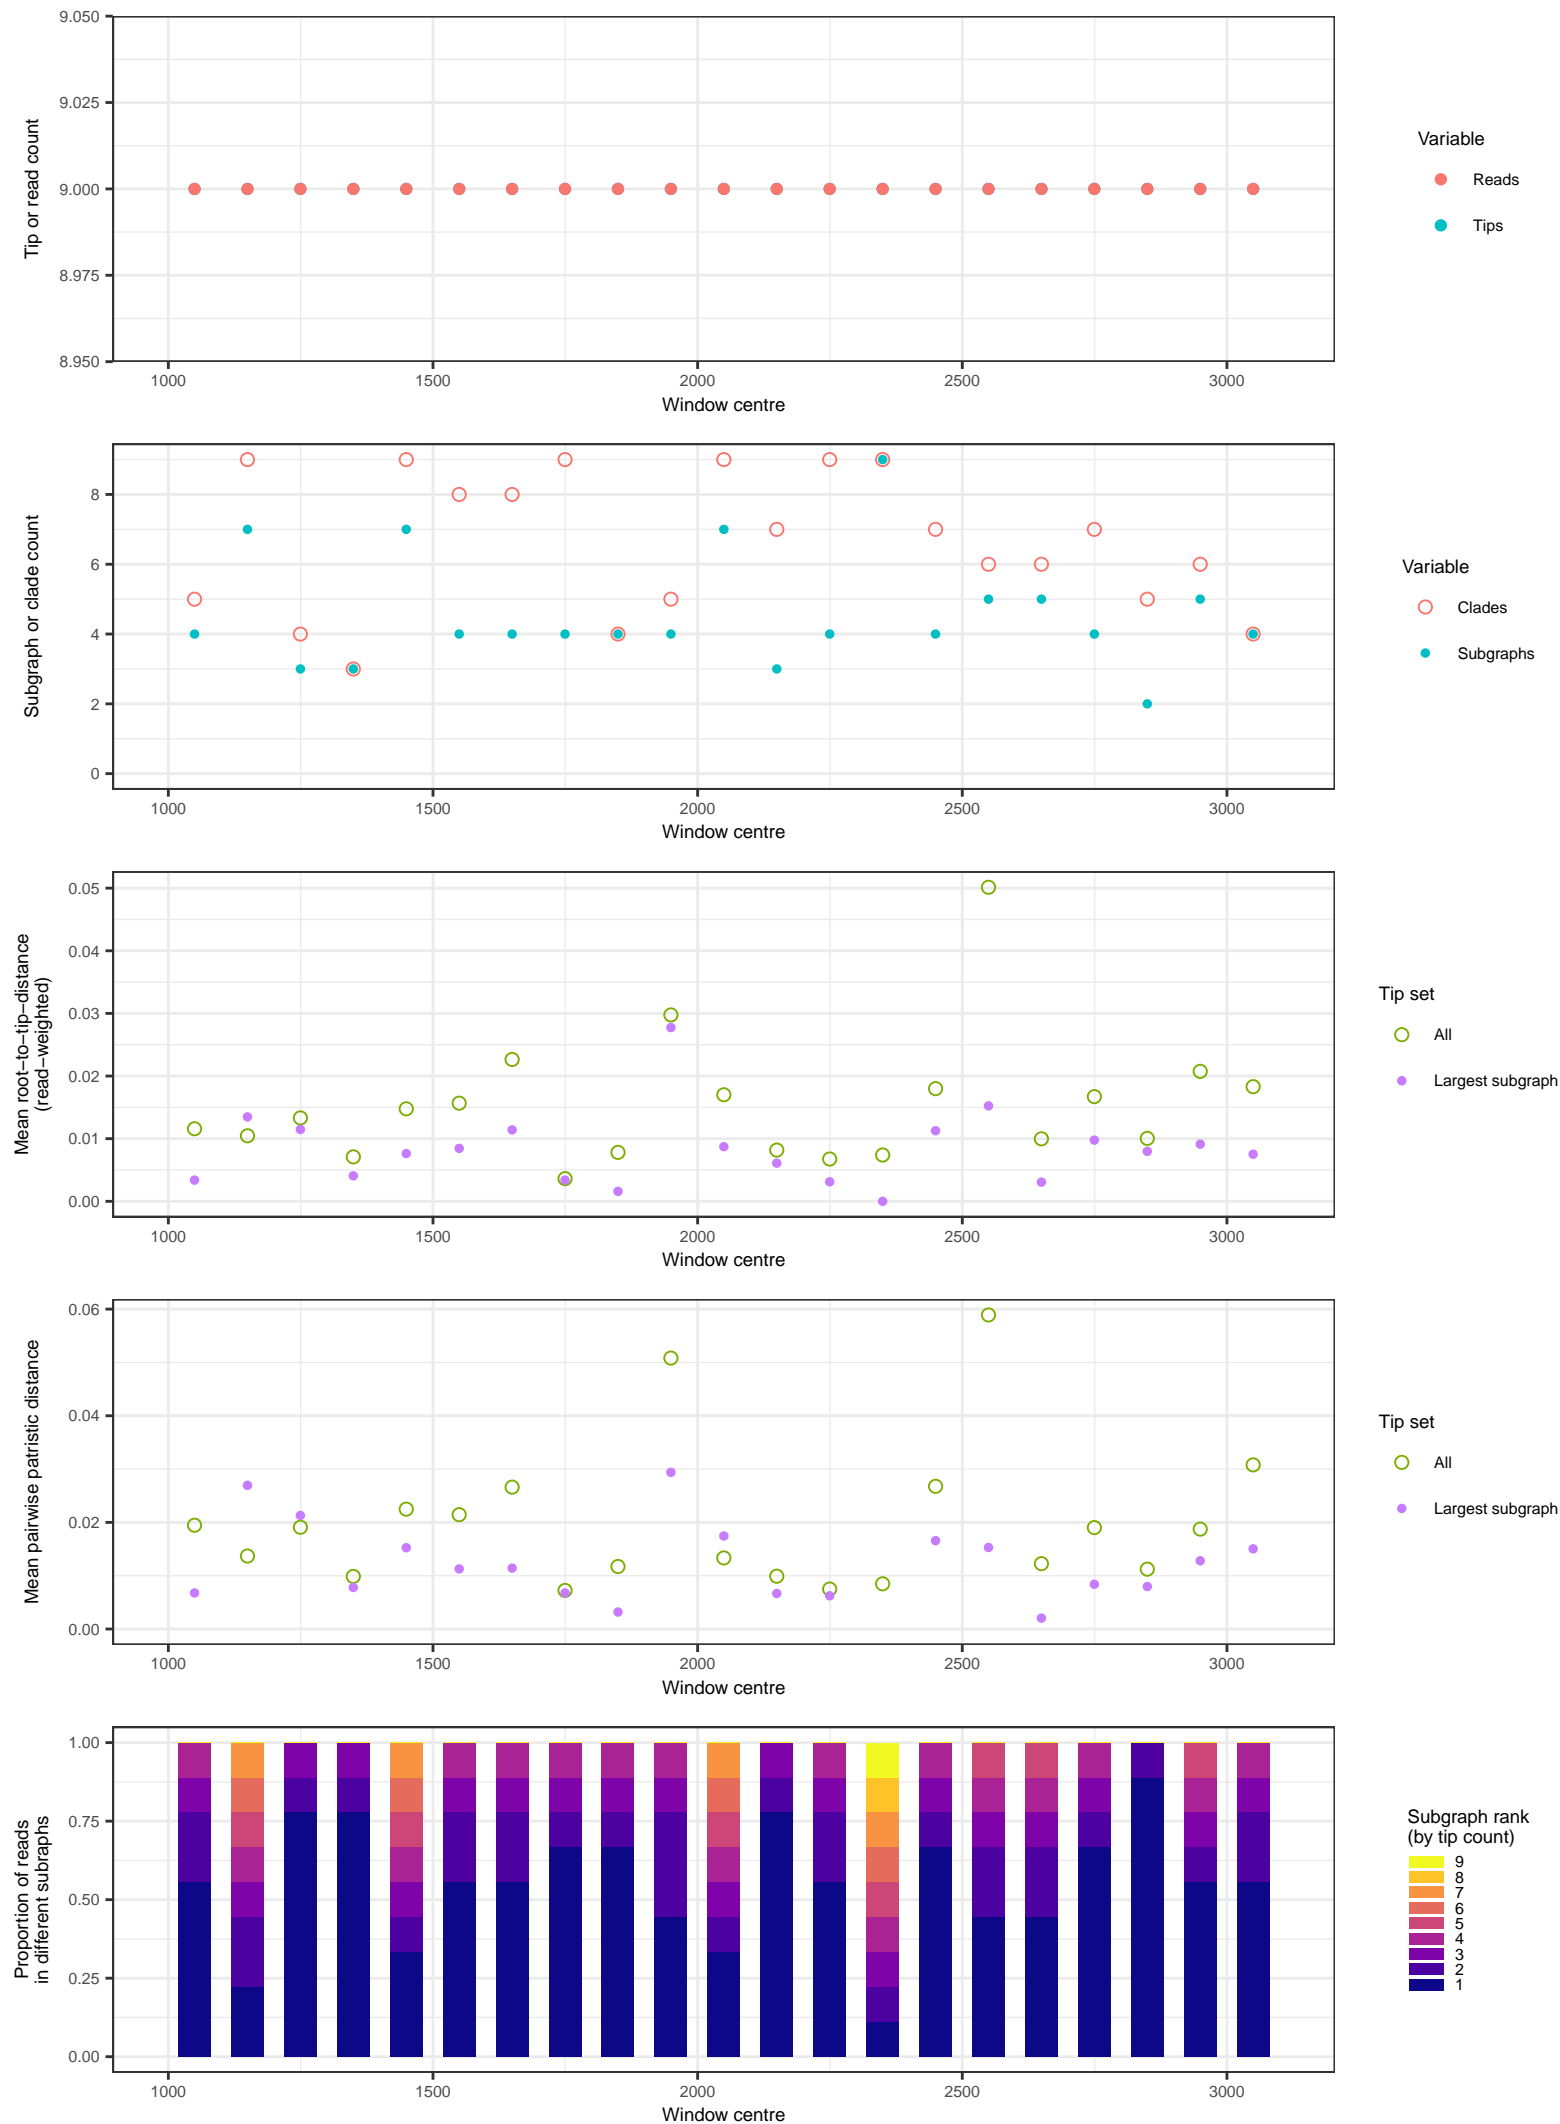 9.050
9.025
9.000
8.975
8.950
Tip or read count
1000 1500 2000 2500 3000
Window centre
Variable
Reads
Tips
8
6
4
2
0
Subgraph or clade count
1000 1500 2000 2500 3000
Window centre
Variable
Clades
Subgraphs
0.05
0.04
0.03
0.02
0.01
0.00
Mean root−to−tip−distance
(read−weighted)
1000 1500 2000 2500 3000
Window centre
Tip set
All
Largest subgraph
0.06
0.04
0.02
0.00
Mean pairwise patristic distance
1000 1500 2000 2500 3000
Window centre
Tip set
All
Largest subgraph
1.00
0.75
0.50
0.25
0.00
Proportion of reads
in different subraphs
1000 1500 2000 2500 3000
Window centre
Subgraph rank
(by tip count)
9
8
7
6
5
4
3
2
1